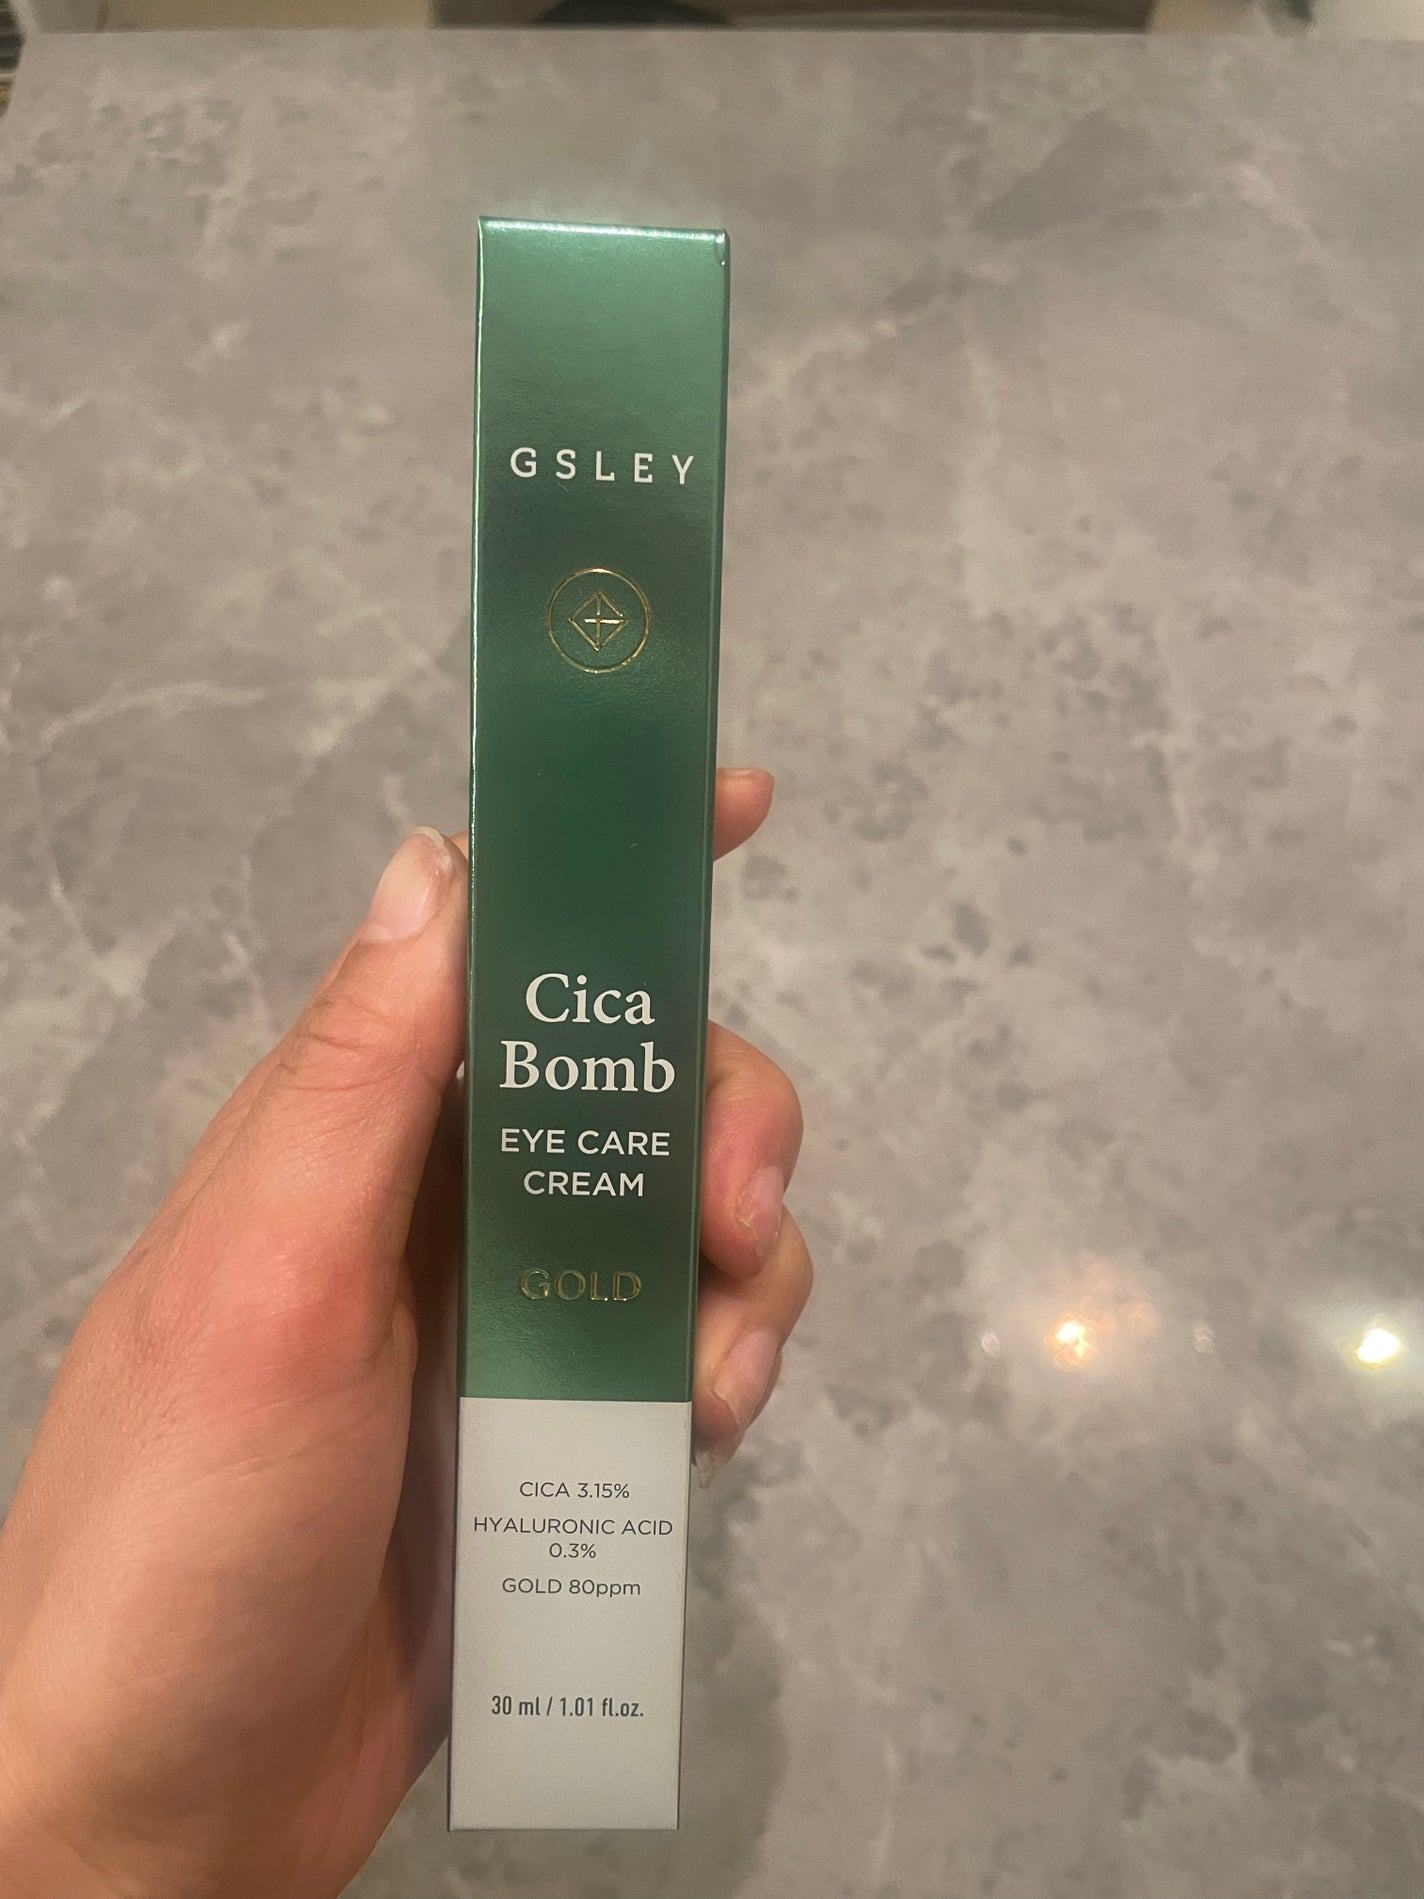 GSLEY
Cica
Bomb
EYE CARE
CREAM
GOLD
CICA 3.15%
HYALURONIC ACID
0.3%
GOLD 80ppm
30 ml / 1.01 fl.oz.